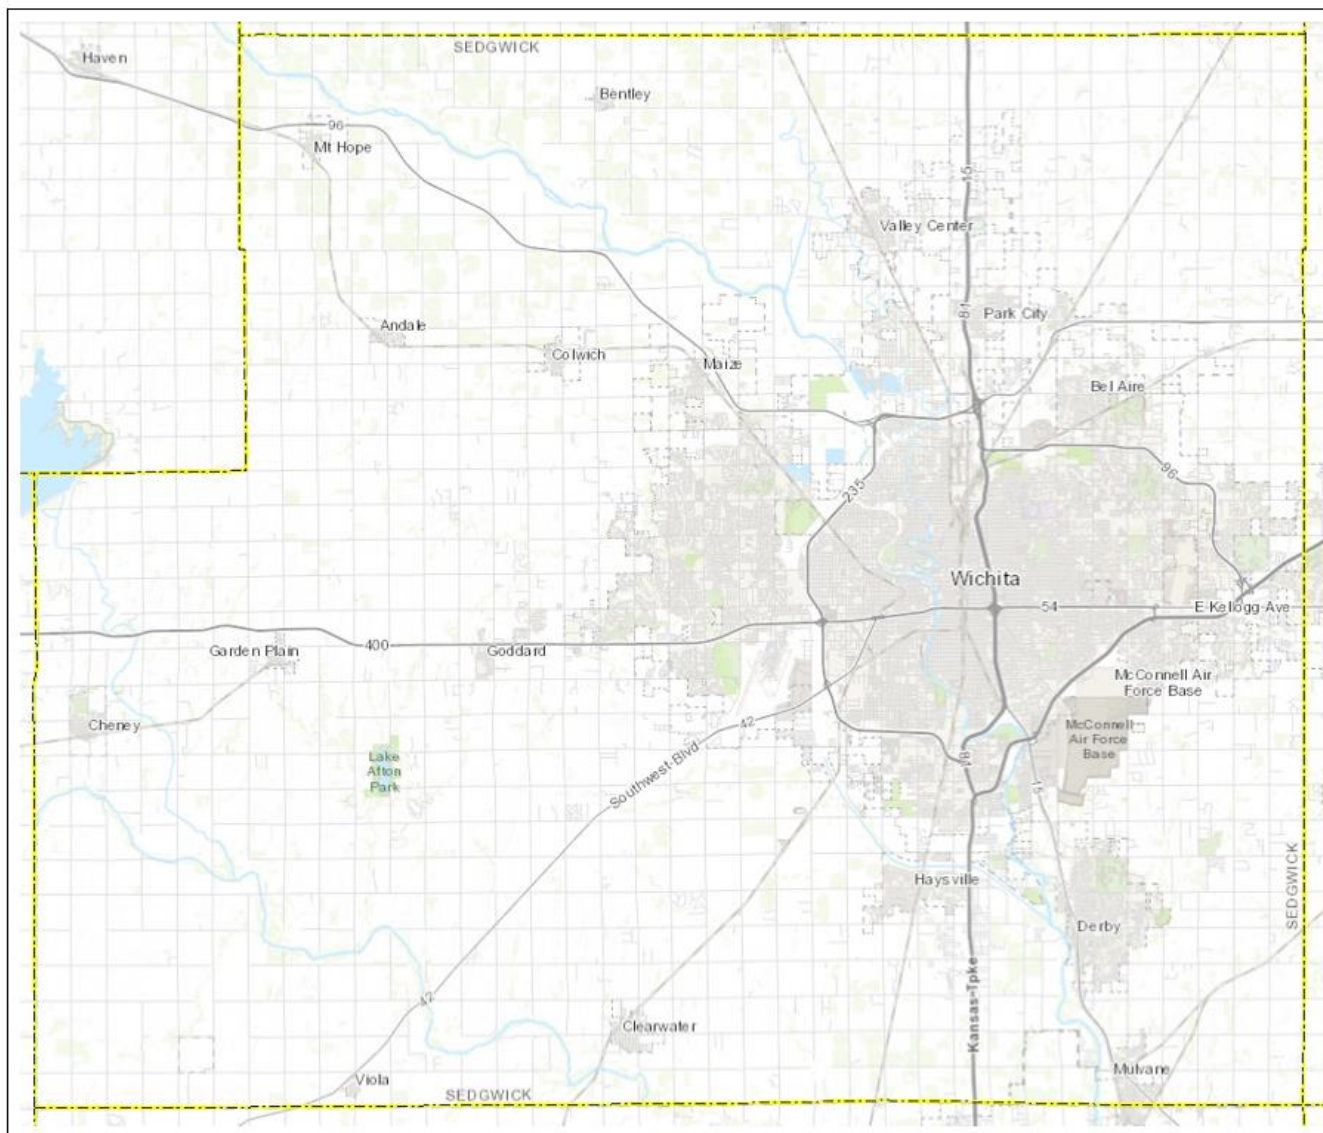 SEDGWICK
Haven
Bentley
96
Mt Hope
15
Valley Center
81
Park City
Andale
Colwich
Maize
Bel Aire
96
235
Wichita
54
E Kellogg Ave
400
Garden Plain
Goddard
McConnell Air
Force Base
Cheney
42
McConnell
Air Force
Base
Lake
Afton
Park
Southwest-Blvd
81
15
Haysville
SEDGWICK
Derby
Kansas-Tpke
42
Clearwater
Mulvane
Viola
SEDGWICK